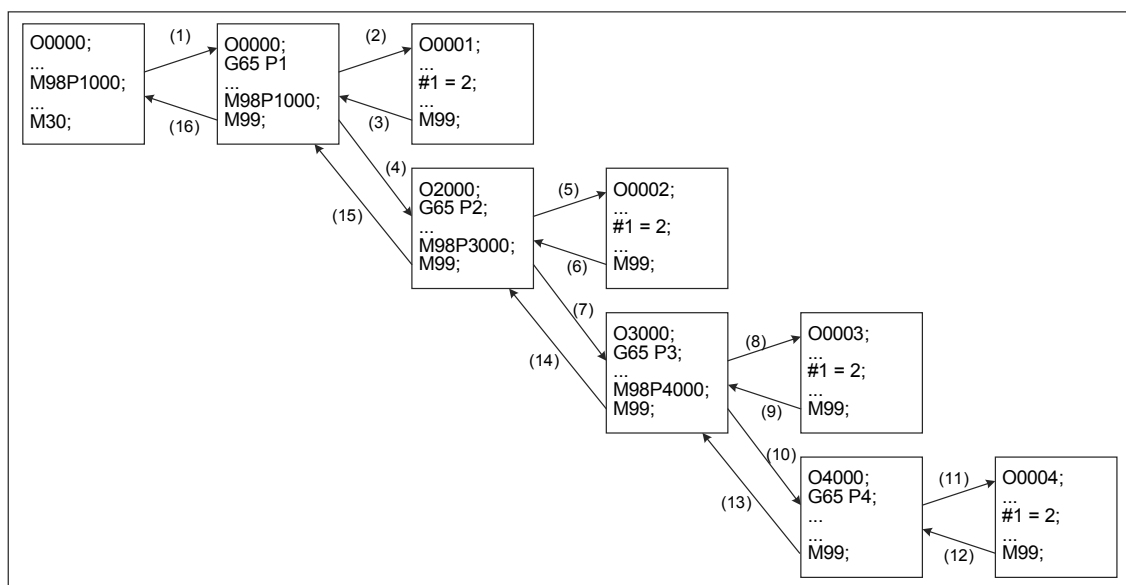 O0000;
...
M98P1000;
...
M30;
(1)
(16)
O0000;
G65 P1
...
M98P1000;
M99;
(2)
(3)
O0001;
...
#1 = 2;
...
M99;
(4)
(15)
O2000;
G65 P2;
...
M98P3000;
M99;
(5)
(6)
O0002;
...
#1 = 2;
...
M99;
(7)
(14)
O3000;
G65 P3;
...
M98P4000;
M99;
(8)
(9)
O0003;
...
#1 = 2;
...
M99;
(10)
(13)
O4000;
G65 P4;
...
...
M99;
(11)
(12)
O0004;
...
#1 = 2;
...
M99;